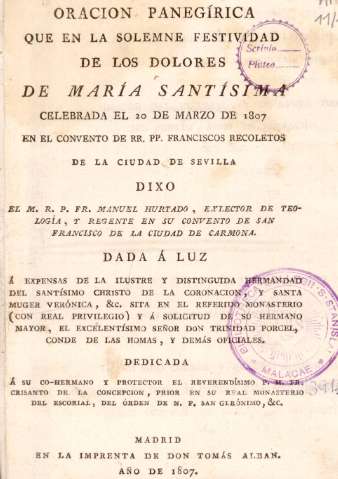 ORACION PANEGÍRICA
QUE EN LA SOLEMNE FESTIVIDAD
DE LOS DOLORES
DE MARÍA SANTÍSIMA
CELEBRADA EL 20 DE MARZO DE 1807
EN EL CONVENTO DE RR. PP. FRANCISCOS RECOLETOS
DE LA CIUDAD DE SEVILLA
DIXO
EL M. R. P. FR. MANUEL HURTADO, EXLECTOR DE TEO-
LOGÍA, Y REGENTE EN SU CONVENTO DE SAN
FRANCISCO DE LA CIUDAD DE CARMONA.
DADA Á LUZ
Á EXPENSAS DE LA ILUSTRE Y DISTINGUIDA HERMANDAD
DEL SANTÍSIMO CHRISTO DE LA CORONACION, Y SANTA
MUGER VERÓNICA, &C. SITA EN EL REFERIDO MONASTERIO
(CON REAL PRIVILEGIO) Y Á SOLICITUD DE SU HERMANO
MAYOR, EL EXCELENTÍSIMO SEÑOR DON TRINIDAD PORCEL,
CONDE DE LAS HOMAS, Y DEMÁS OFICIALES.
DEDICADA
Á SU CO-HERMANO Y PROTECTOR EL REVERENDÍSIMO P. M. FR.
CRISANTO DE LA CONCEPCION, PRIOR EN SU REAL MONASTERIO
DEL ESCORIAL, DEL ÓRDEN DE N. P. SAN GERÓNIMO, &C.
MADRID
EN LA IMPRENTA DE DON TOMÁS ALBAN.
AÑO DE 1807.
Scrinia
Plutea
MALACAE